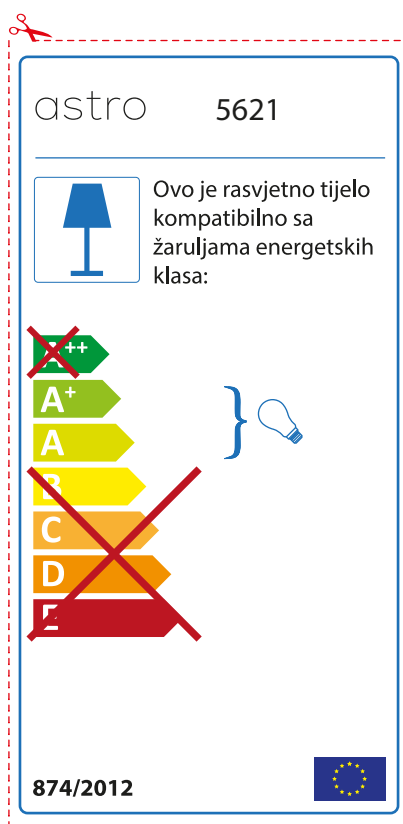 astro 5621
Ovo je rasvjetno tijelo
kompatibilno sa
žaruljama energetskih
klasa:
A++
A+
A
B
C
D
E
874/2012